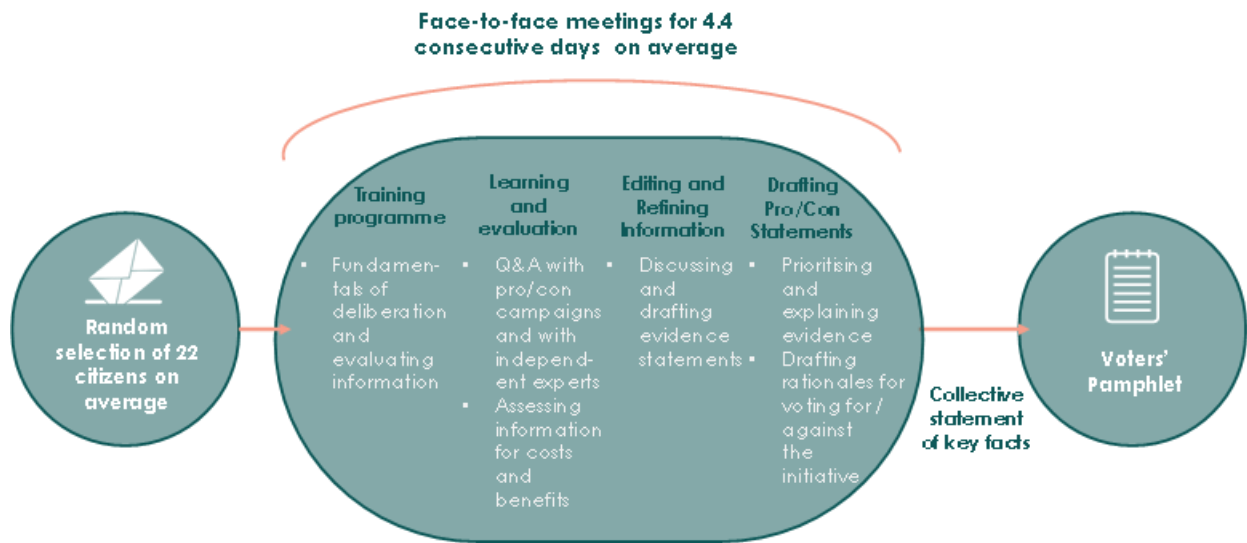 Face-to-face meetings for 4.4
consecutive days on average
Random
selection of 22
citizens on
average
Training
programme
Fundamen-
tals of
deliberation
and
evaluating
information
Learning
and
evaluation
Q&A with
pro/con
campaigns
and with
independ-
ent experts
Assessing
information
for costs
and
benefits
Editing and
Refining
Information
Discussing
and
drafting
evidence
statements
Drafting
Pro/Con
Statements
Prioritising
and
explaining
evidence
Drafting
rationales for
voting for/
against
the
initiative
Collective
statement
of key facts
Voters'
Pamphlet